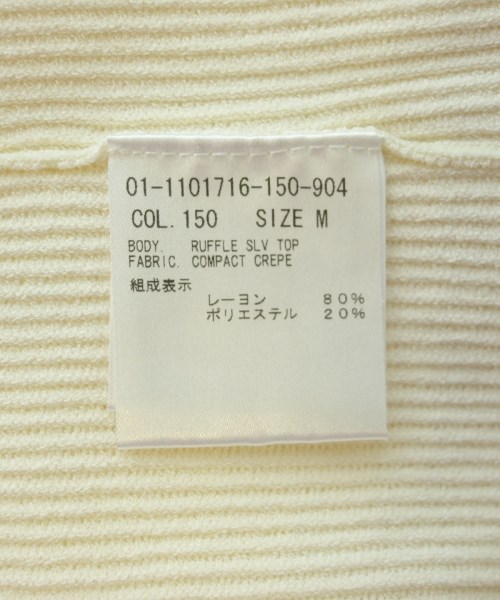 01-1101716-150-904
COL. 150 SIZE M
BODY. RUFFLE SLV TOP
FABRIC. COMPACT CREPE
組成表示
レーヨン ８０％
ポリエステル ２０％